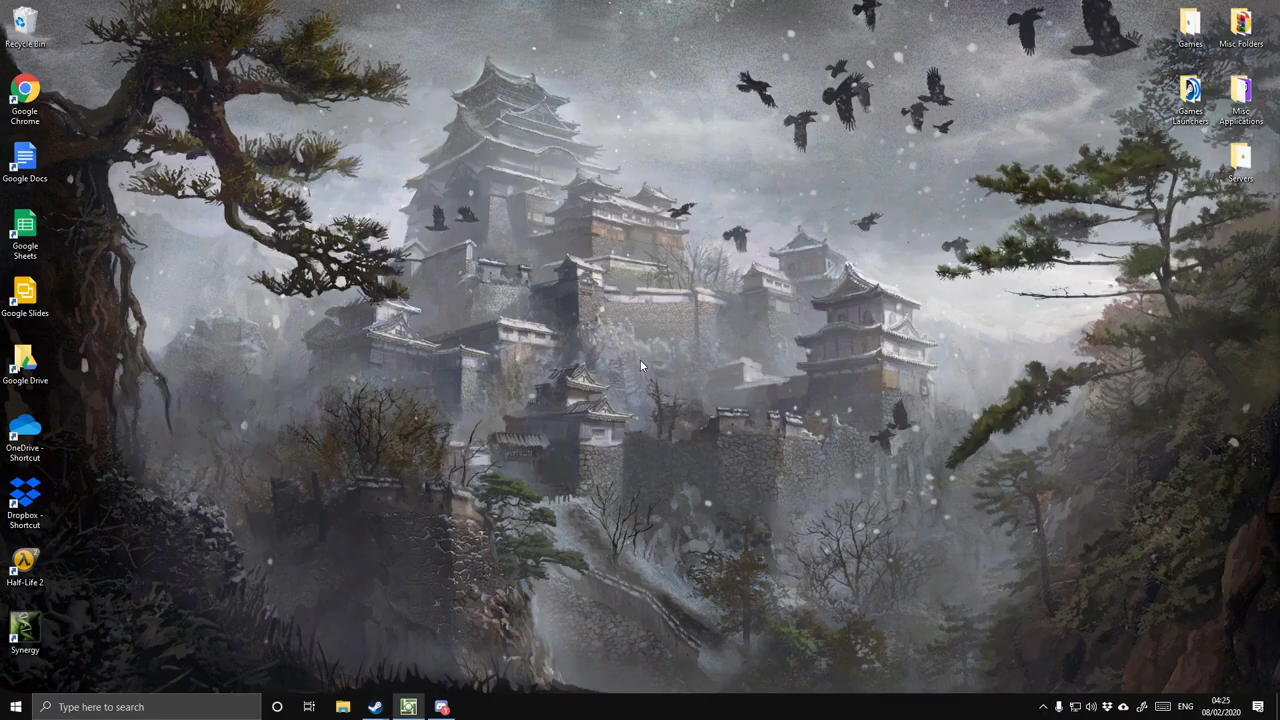 Recycle Bin
Google
Chrome
Google Docs
Google
Sheets
Google Slides
Google Drive
OneDrive -
Shortcut
Dropbox -
Shortcut
Half-Life 2
Synergy
Games
Misc Folders
Games
Launchers
Misc
Applications
Servers
Type here to search
ENG
04:25
08/02/2020